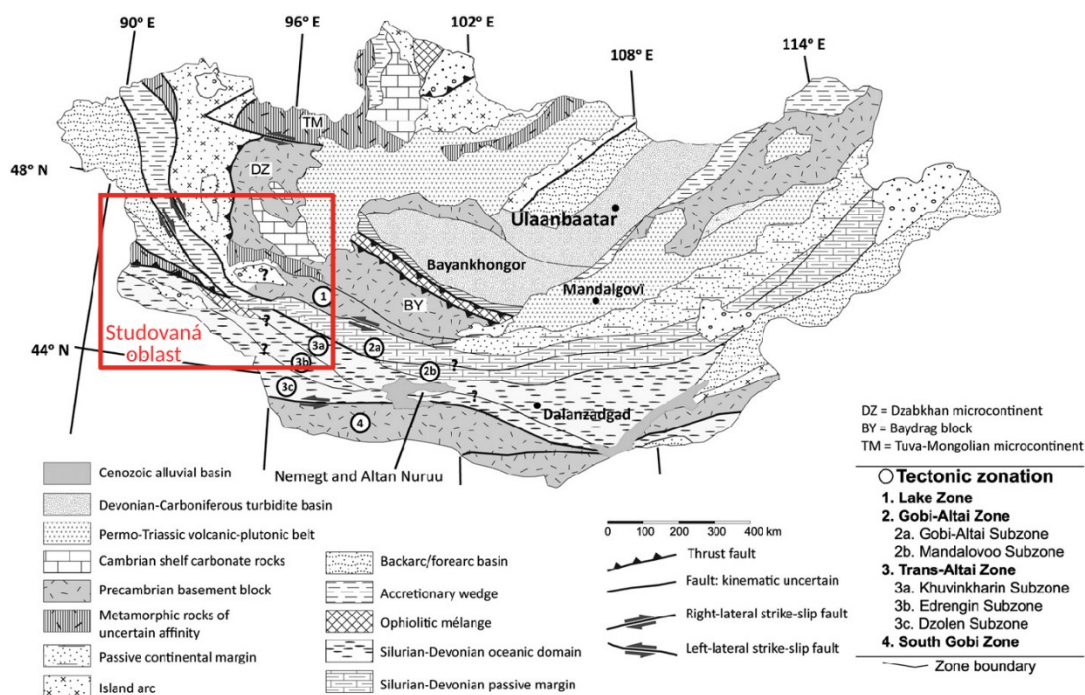 90º E
96º E
102º E
108º E
114º E
48º N
44º N
TM
DZ
BY
?
Ulaanbaatar
Bayankhongor
Mandalgovï
Dalanzadgad
Studovaná
oblast
1
?
3a
2a
?
3b
2b
?
3c
?
4
Nemegt and Altan Nuruu
DZ = Dzabkhan microcontinent
BY = Baydrag block
TM = Tuva-Mongolian microcontinent
Tectonic zonation
1. Lake Zone
2. Gobi-Altai Zone
2a. Gobi-Altai Subzone
2b. Mandalovoo Subzone
3. Trans-Altai Zone
3a. Khuvinkharin Subzone
3b. Edrengin Subzone
3c. Dzolen Subzone
4. South Gobi Zone
Zone boundary
Cenozoic alluvial basin
Devonian-Carboniferous turbidite basin
Permo-Triassic volcanic-plutonic belt
Cambrian shelf carbonate rocks
Precambrian basement block
Metamorphic rocks of
uncertain affinity
Passive continental margin
Island arc
Backarc/forearc basin
Accretionary wedge
Ophiolitic mélange
Silurian-Devonian oceanic domain
Silurian-Devonian passive margin
0 100 200 300 400 km
Thrust fault
Fault: kinematic uncertain
Right-lateral strike-slip fault
Left-lateral strike-slip fault